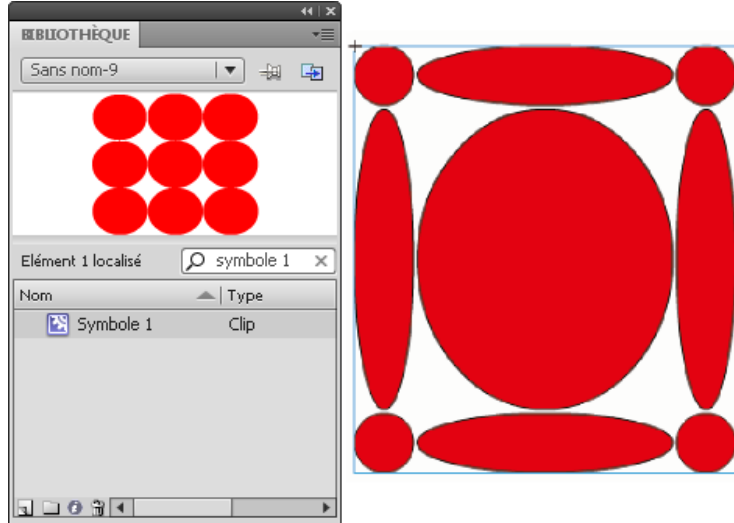 BIBLIOTHÈQUE
Sans nom-9
Elément 1 localisé
symbole 1
Nom
Type
Symbole 1
Clip